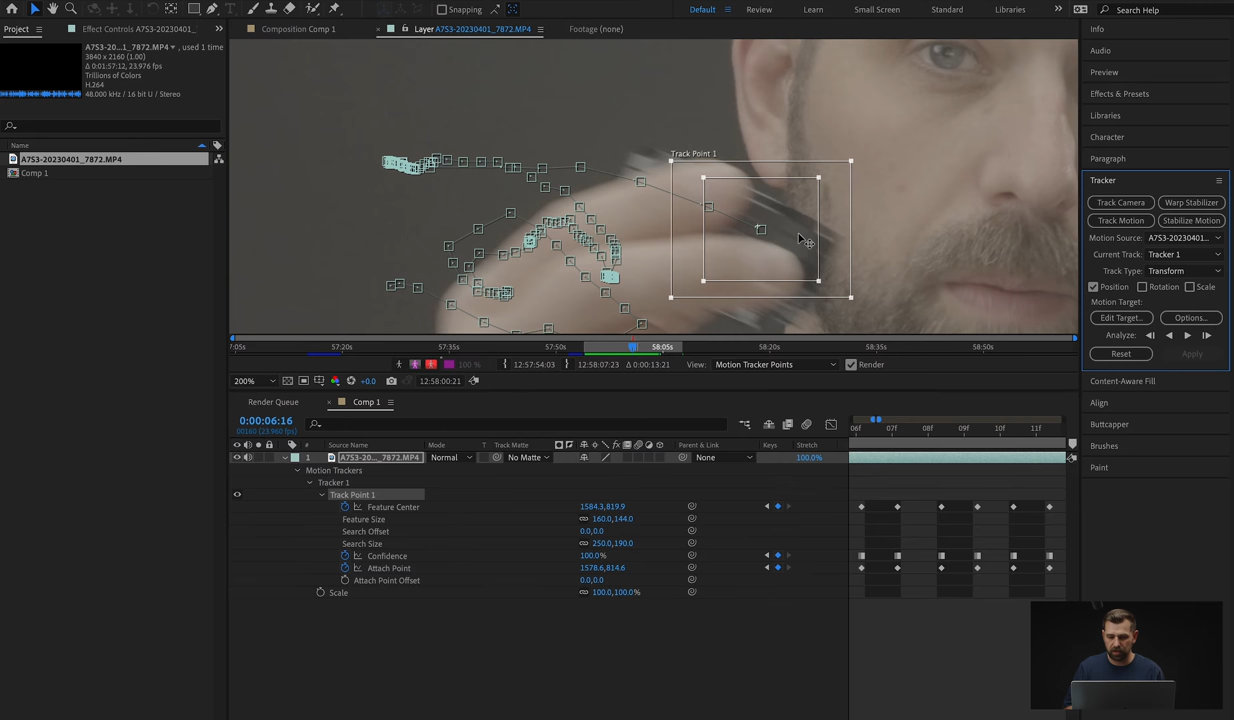 Snapping
Default
Review
Learn
Small Screen
Standard
Libraries
Search Help
Project
Effect Controls A7S3-20230401_
Composition Comp 1
Layer A7S3-20230401_7872.MP4
Footage (none)
Info
A7S3-20...1_7872.MP4, used 1 time
3840 x 2160 (1.00)
Δ 0:01:57:12, 23.976 fps
Trillions of Colors
H.264
48.000 kHz / 16 bit U / Stereo
Audio
Preview
Effects & Presets
Libraries
Character
Paragraph
Name
A7S3-20230401_7872.MP4
Comp 1
Track Point 1
Tracker
Track Camera
Warp Stabilizer
Track Motion
Stabilize Motion
Motion Source: A7S3-20230401...
Current Track: Tracker 1
Track Type: Transform
Position
Rotation
Scale
Motion Target:
Edit Target...
Options...
Analyze:
Reset
Apply
Content-Aware Fill
Align
Buttcapper
Brushes
Paint
:05s 57:20s 57:35s 57:50s 58:05s 58:20s 58:35s 58:50s
100 %
12:57:54:03
12:58:07:23
Δ 0:00:13:21
View: Motion Tracker Points
Render
200%
+0.0
12:58:00:21
Render Queue
Comp 1
0:00:06:16
00160 (23.960 fps)
06f 07f 08f 09f 10f 11f
# Source Name Mode T Track Matte fx Parent & Link Keys Stretch
1 A7S3-20..._7872.MP4 Normal No Matte None 100.0%
Motion Trackers
Tracker 1
Track Point 1
Feature Center 1584.3,819.9
Feature Size 160.0,144.0
Search Offset 0.0,0.0
Search Size 250.0,190.0
Confidence 100.0%
Attach Point 1578.6,814.6
Attach Point Offset 0.0,0.0
Scale 100.0,100.0%